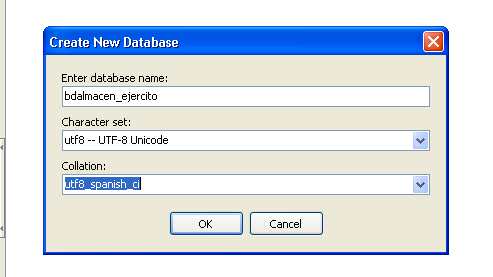 Create New Database
Enter database name:
bdalmacen_ejercito
Character set:
utf8 -- UTF-8 Unicode
Collation:
utf8_spanish_ci
OK Cancel